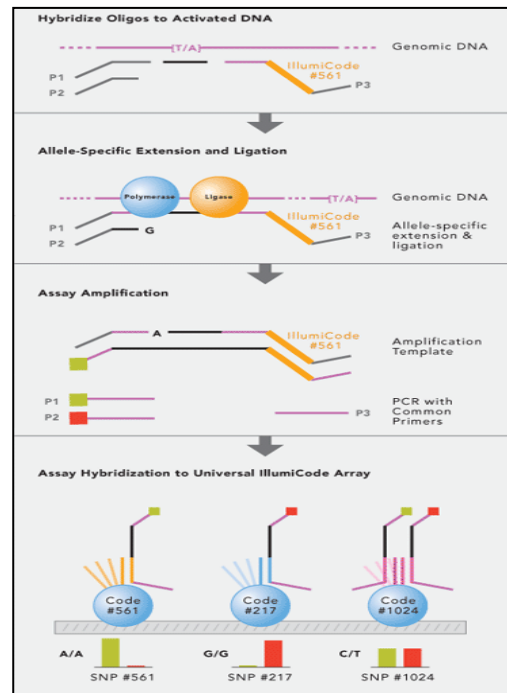 Hybridize Oligos to Activated DNA
[T/A]
Genomic DNA
P1
P2
IllumiCode
#561
P3
Allele-Specific Extension and Ligation
Polymerase
Ligase
[T/A]
Genomic DNA
P1
P2
G
IllumiCode
#561
P3
Allele-specific
extension &
ligation
Assay Amplification
A
IllumiCode
#561
Amplification
Template
P1
P2
P3
PCR with
Common
Primers
Assay Hybridization to Universal IllumiCode Array
Code
#561
Code
#217
Code
#1024
A/A
G/G
C/T
SNP #561
SNP #217
SNP #1024